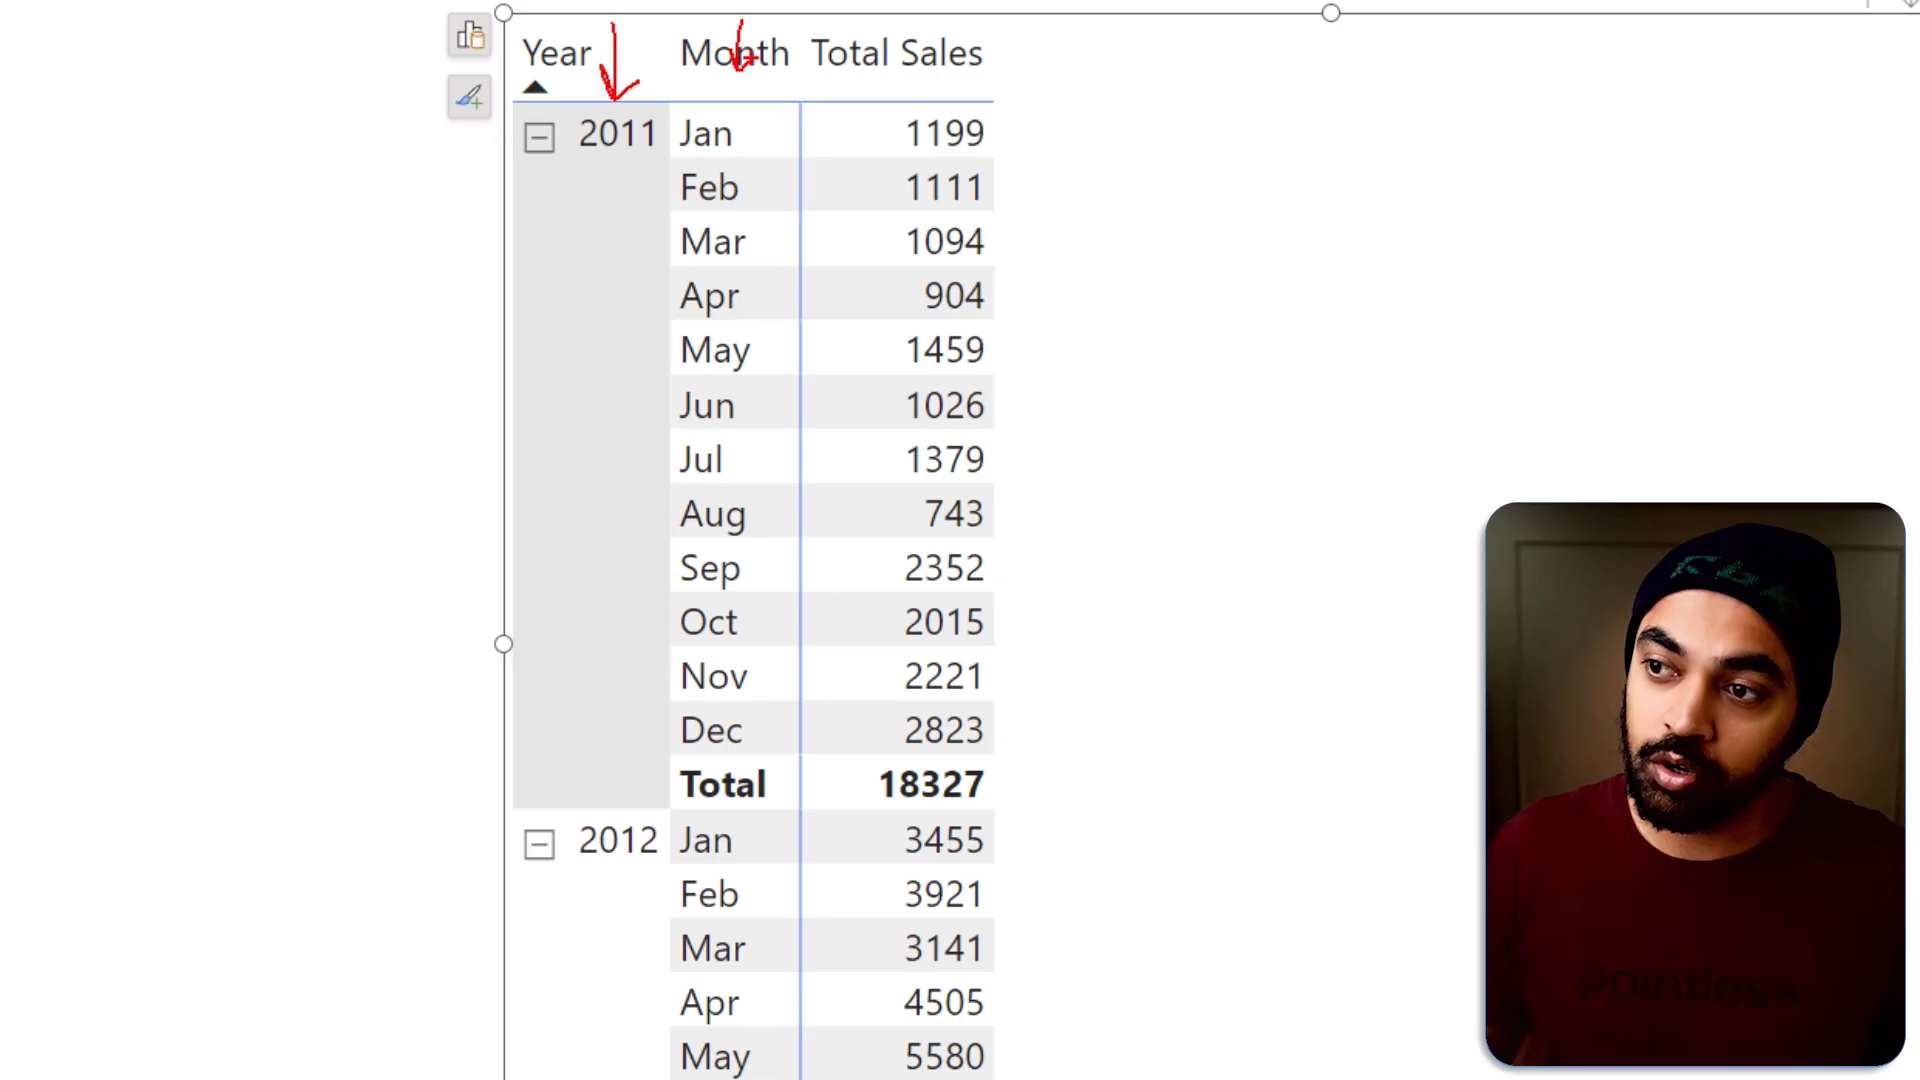 Year Month Total Sales
2011 Jan 1199
Feb 1111
Mar 1094
Apr 904
May 1459
Jun 1026
Jul 1379
Aug 743
Sep 2352
Oct 2015
Nov 2221
Dec 2823
Total 18327
2012 Jan 3455
Feb 3921
Mar 3141
Apr 4505
May 5580
pointless